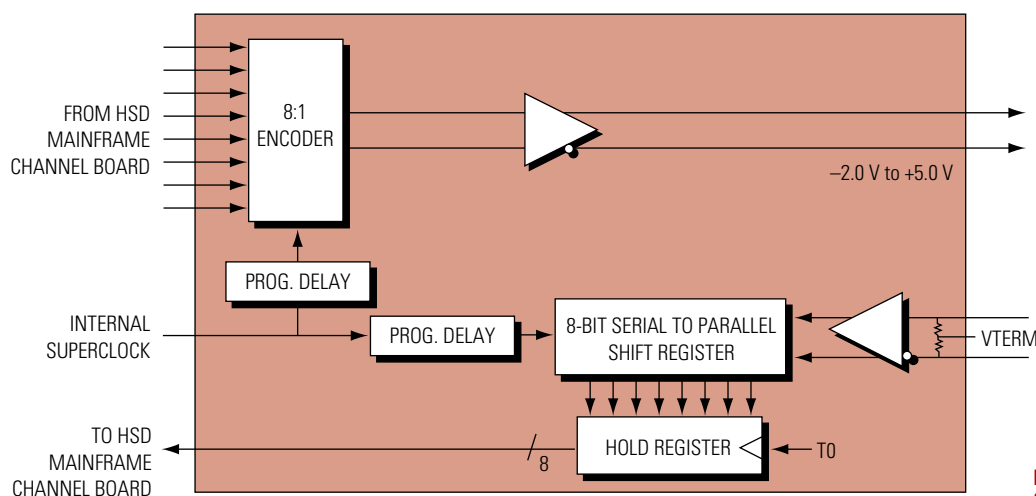 FROM HSD
MAINFRAME
CHANNEL BOARD
8:1
ENCODER
–2.0 V to +5.0 V
PROG. DELAY
INTERNAL
SUPERCLOCK
PROG. DELAY
8-BIT SERIAL TO PARALLEL
SHIFT REGISTER
VTERM
TO HSD
MAINFRAME
CHANNEL BOARD
8
HOLD REGISTER
T0